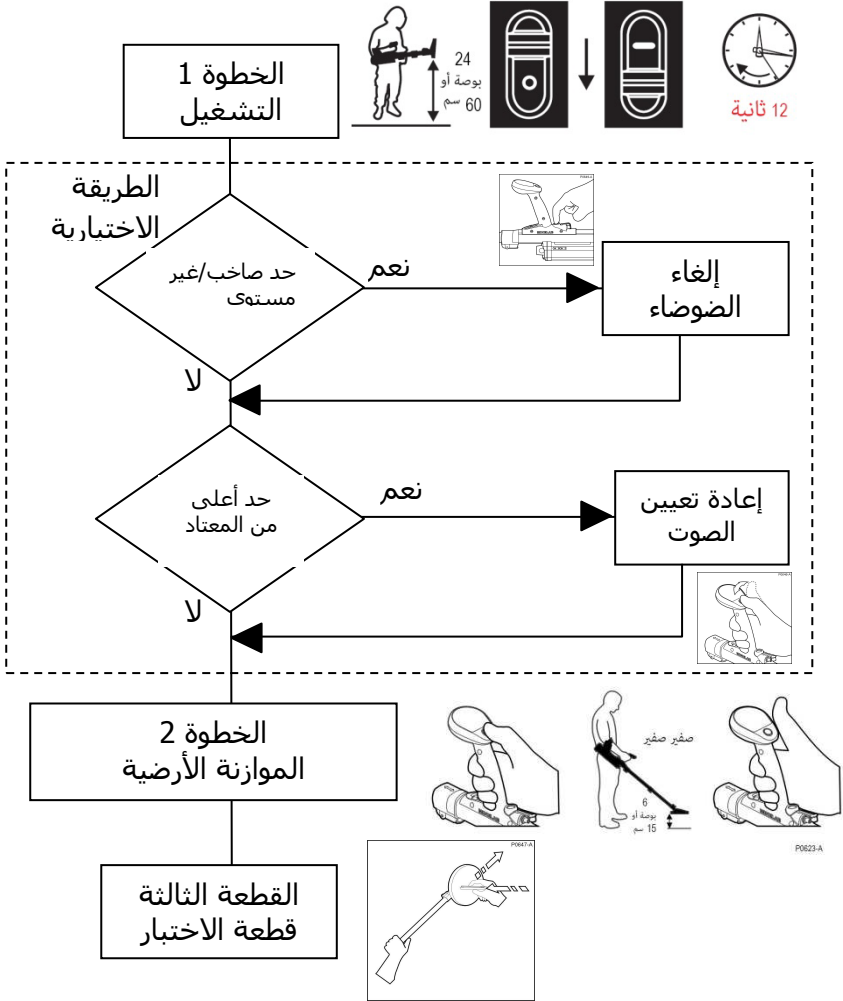 الخطوة 1
التشغيل
24
بوصة أو
60 سم
12 ثانية
الطريقة
الاختيارية
حد صاخب/غير
مستوى
نعم
إلغاء
الضوضاء
لا
حد أعلى
من المعتاد
نعم
إعادة تعيين
الصوت
لا
الخطوة 2
الموازنة الأرضية
صفير صفير
6
بوصة أو
15 سم
P0623-A
P0647-A
القطعة الثالثة
قطعة الاختبار